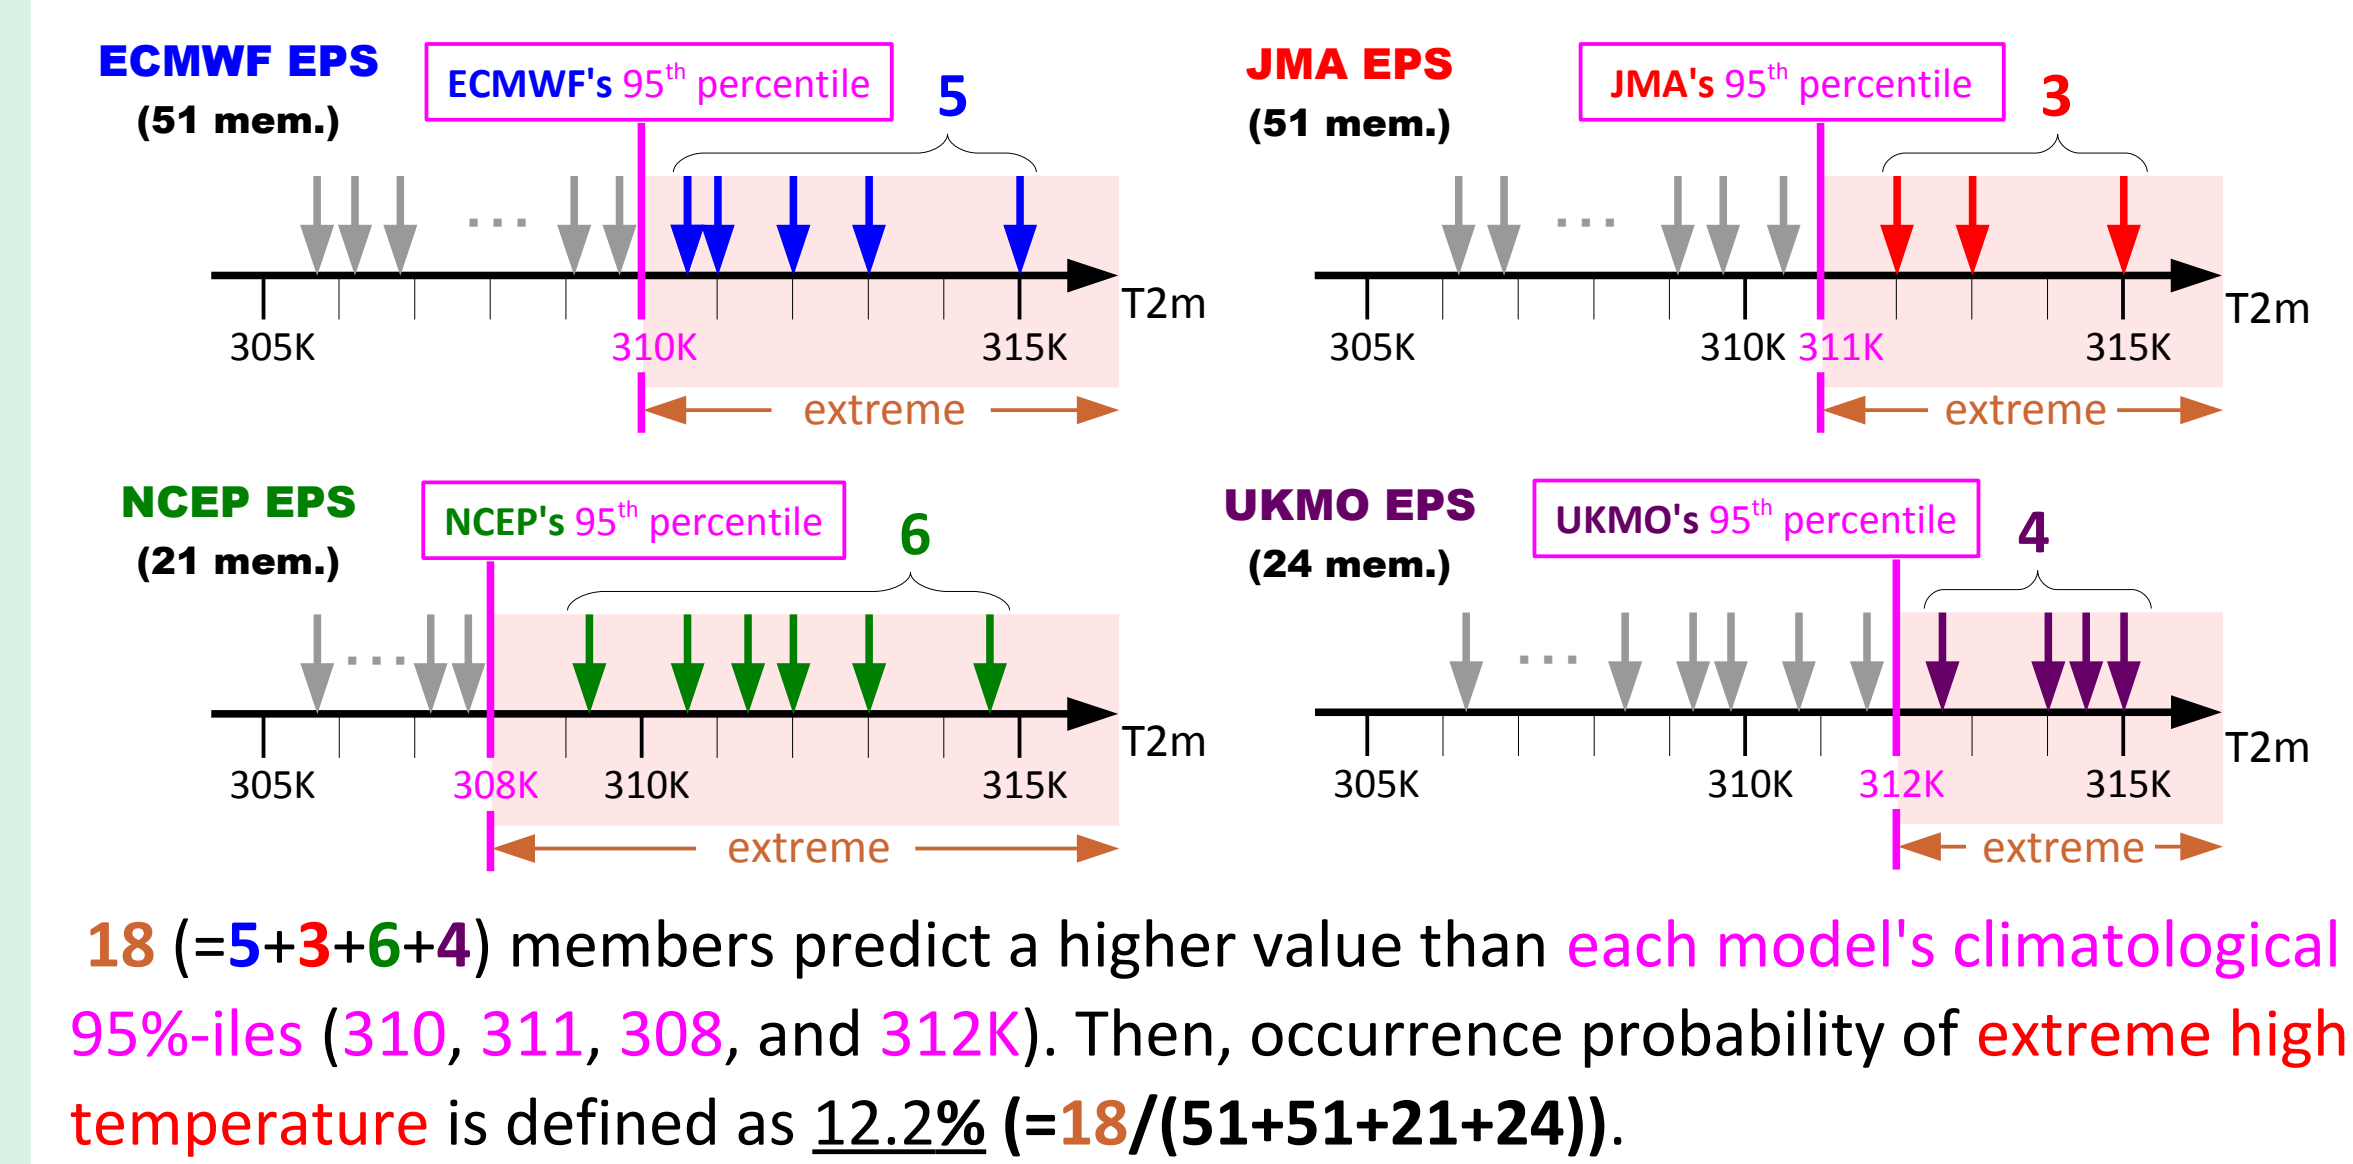 ECMWF EPS
(51 mem.)
ECMWF's 95th percentile
5
305K
310K
315K
T2m
extreme
JMA EPS
(51 mem.)
JMA's 95th percentile
3
305K
310K
311K
315K
T2m
extreme
NCEP EPS
(21 mem.)
NCEP's 95th percentile
6
305K
308K
310K
315K
T2m
extreme
UKMO EPS
(24 mem.)
UKMO's 95th percentile
4
305K
310K
312K
315K
T2m
extreme
18 (=5+3+6+4) members predict a higher value than each model's climatological
95%-iles (310, 311, 308, and 312K). Then, occurrence probability of extreme high
temperature is defined as 12.2% (=18/(51+51+21+24)).